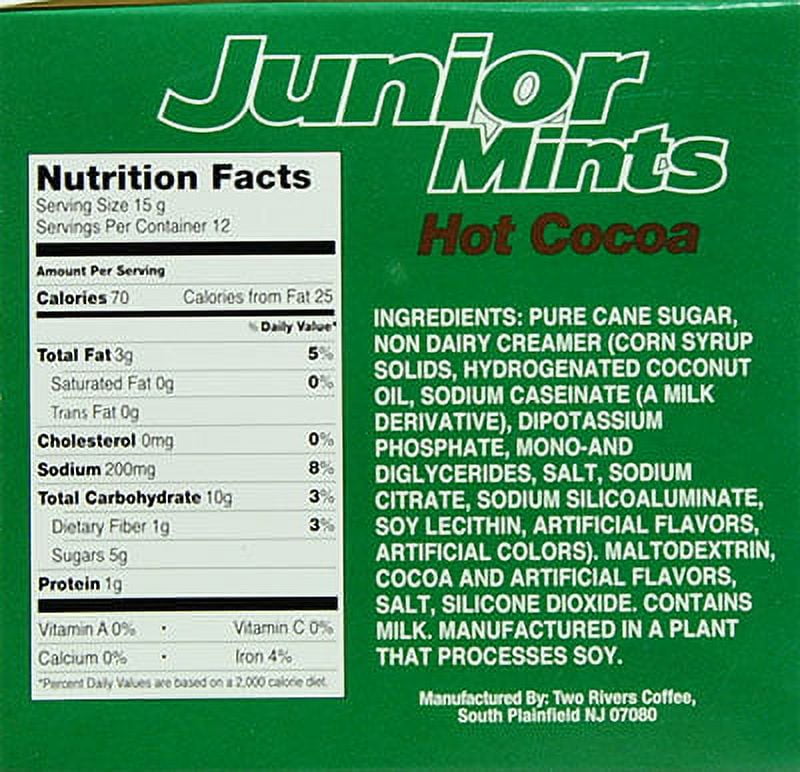 Junior
Mints
Hot Cocoa
Nutrition Facts
Serving Size 15 g
Servings Per Container 12
Amount Per Serving
Calories 70 Calories from Fat 25
% Daily Value*
Total Fat 3g 5%
Saturated Fat 0g 0%
Trans Fat 0g
Cholesterol 0mg 0%
Sodium 200mg 8%
Total Carbohydrate 10g 3%
Dietary Fiber 1g 3%
Sugars 5g
Protein 1g
Vitamin A 0% • Vitamin C 0%
Calcium 0% • Iron 4%
*Percent Daily Values are based on a 2,000 calorie diet.
INGREDIENTS: PURE CANE SUGAR,
NON DAIRY CREAMER (CORN SYRUP
SOLIDS, HYDROGENATED COCONUT
OIL, SODIUM CASEINATE (A MILK
DERIVATIVE), DIPOTASSIUM
PHOSPHATE, MONO-AND
DIGLYCERIDES, SALT, SODIUM
CITRATE, SODIUM SILICOALUMINATE,
SOY LECITHIN, ARTIFICIAL FLAVORS,
ARTIFICIAL COLORS). MALTODEXTRIN,
COCOA AND ARTIFICIAL FLAVORS,
SALT, SILICONE DIOXIDE. CONTAINS
MILK. MANUFACTURED IN A PLANT
THAT PROCESSES SOY.
Manufactured By: Two Rivers Coffee,
South Plainfield NJ 07080